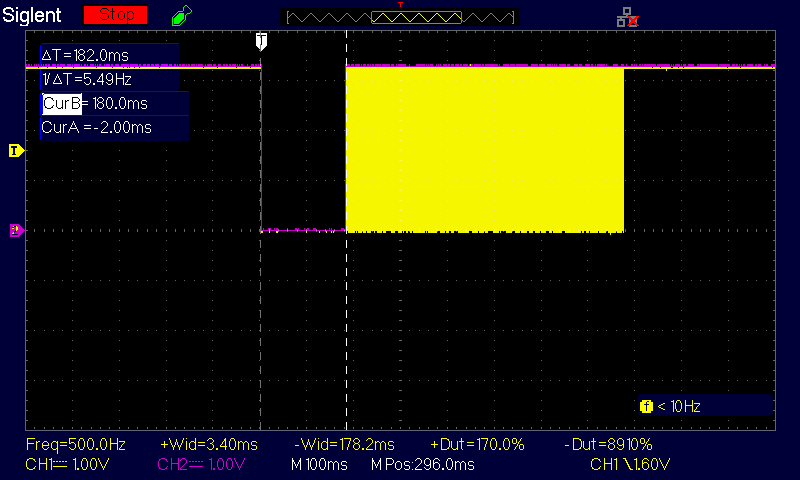 Siglent Stop
T
T
ΔT=182.0ms
1/ΔT=5.49Hz
CurB=180.0ms
CurA=-2.00ms
T
f < 10Hz
Freq=500.0Hz +Wid=3.40ms -Wid=178.2ms +Dut=170.0% -Dut=8910%
CH1 1.00V CH2 1.00V M 100ms M Pos:296.0ms CH1 1.60V